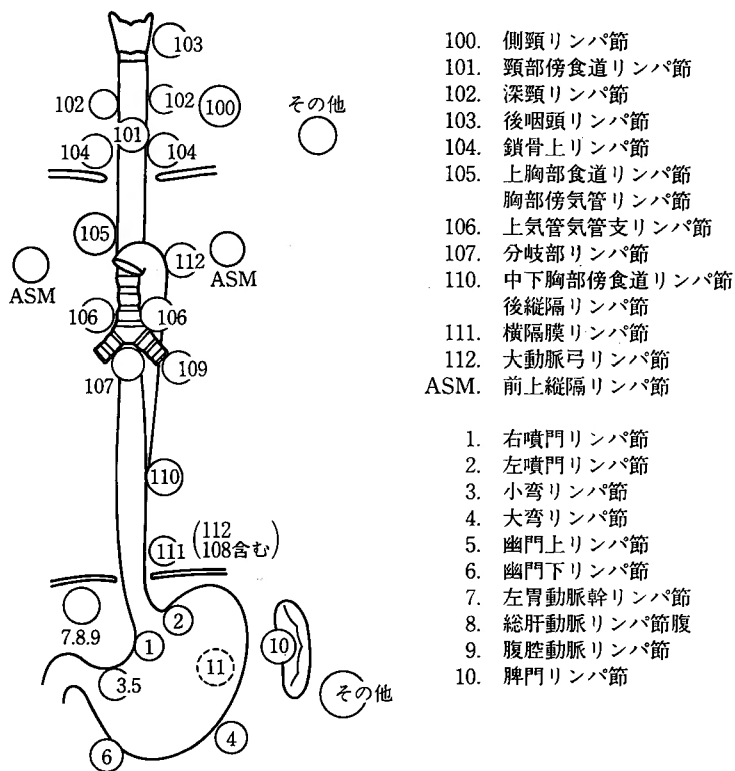 103
102
102
100
その他
101
104
104
105
112
ASM
ASM
106
106
107
109
110
111
(112
108含む)
7.8.9
2
1
10
11
3.5
その他
4
6
100. 側頸リンパ節
101. 頸部傍食道リンパ節
102. 深頸リンパ節
103. 後咽頭リンパ節
104. 鎖骨上リンパ節
105. 上胸部食道リンパ節
胸部傍気管リンパ節
106. 上気管気管支リンパ節
107. 分岐部リンパ節
110. 中下胸部傍食道リンパ節
後縦隔リンパ節
111. 横隔膜リンパ節
112. 大動脈弓リンパ節
ASM. 前上縦隔リンパ節
1. 右噴門リンパ節
2. 左噴門リンパ節
3. 小弯リンパ節
4. 大弯リンパ節
5. 幽門上リンパ節
6. 幽門下リンパ節
7. 左胃動脈幹リンパ節
8. 総肝動脈リンパ節腹
9. 腹腔動脈リンパ節
10. 脾門リンパ節